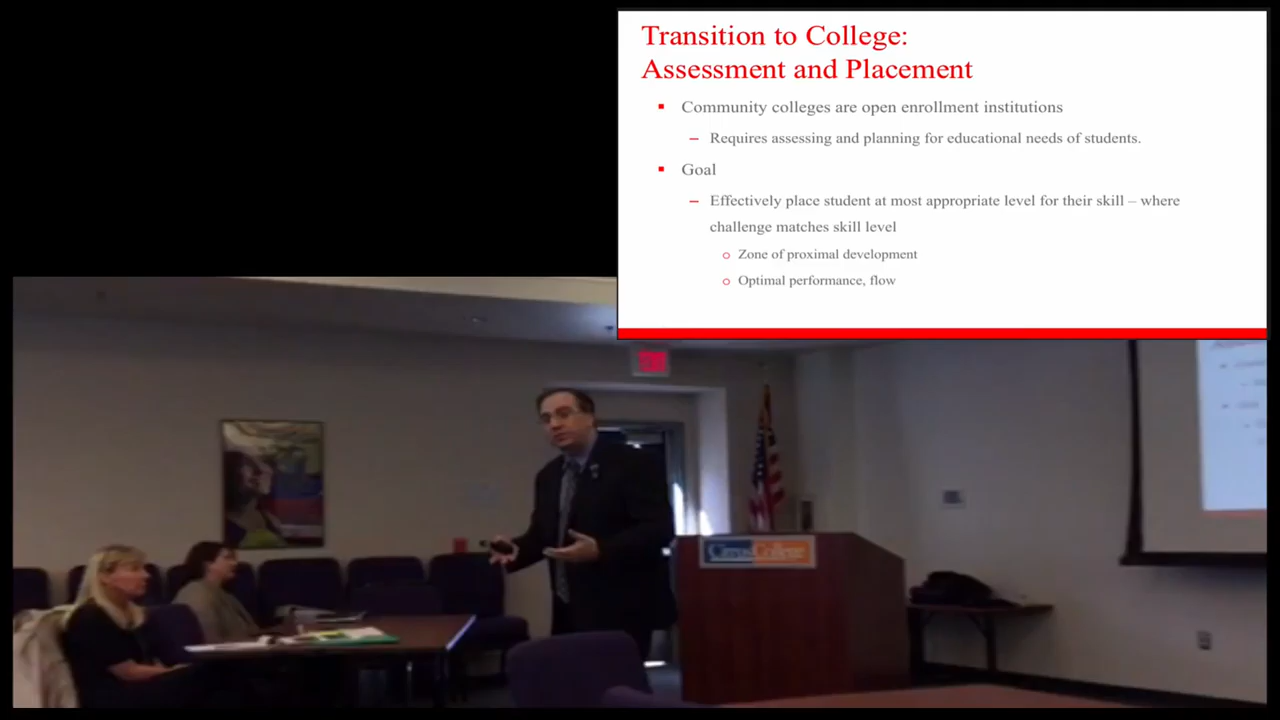 Transition to College:
Assessment and Placement
▪ Community colleges are open enrollment institutions
– Requires assessing and planning for educational needs of students.
▪ Goal
– Effectively place student at most appropriate level for their skill – where
challenge matches skill level
o Zone of proximal development
o Optimal performance, flow
Citrus College